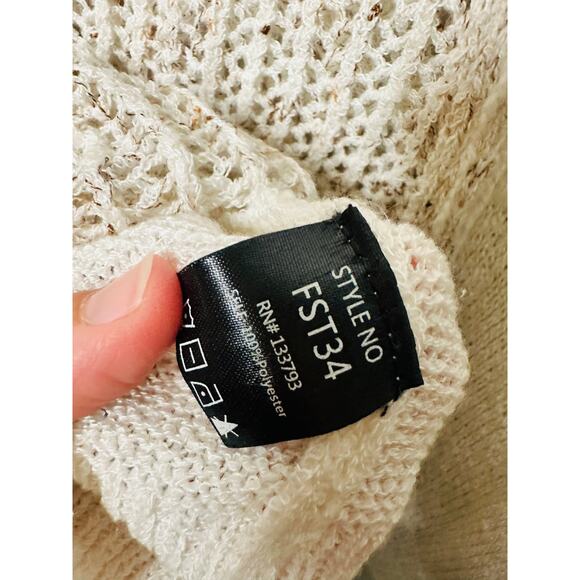 STYLE NO
FST34
RN# 133793
100%Polyester